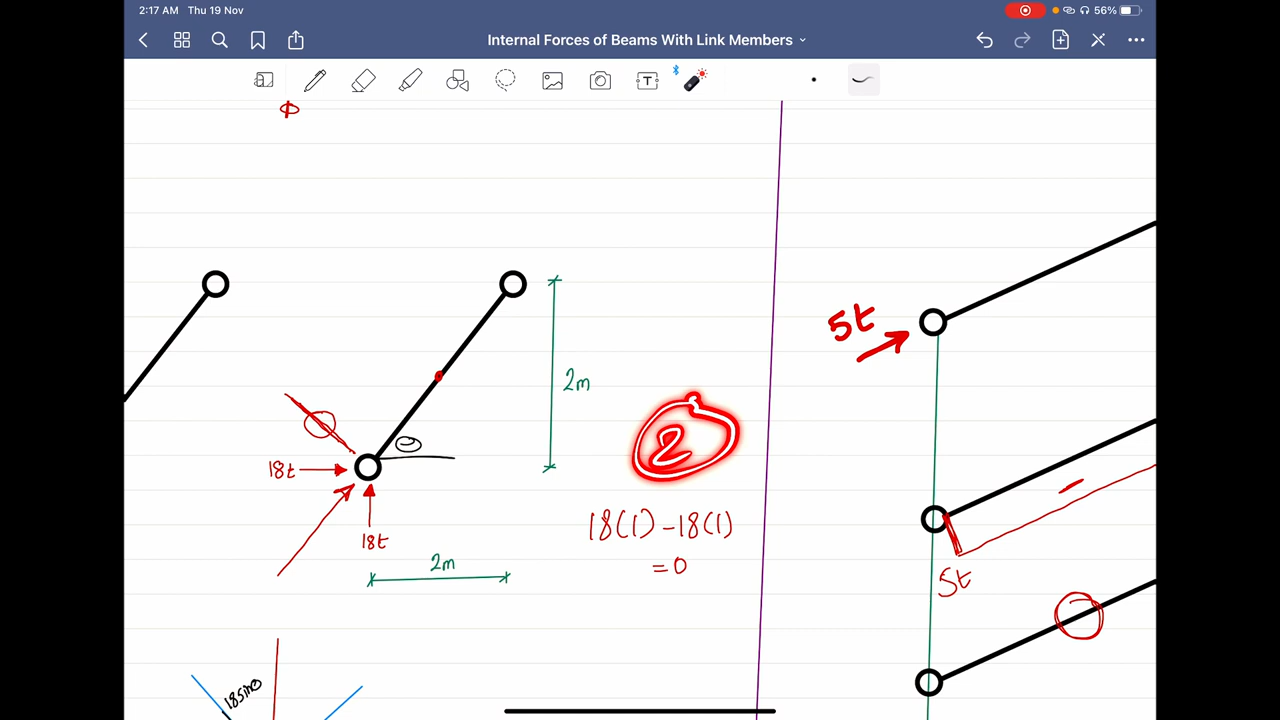 2:17 AM Thu 19 Nov
56%
Internal Forces of Beams With Link Members
T
5t
2m
2
18t
18t
18(1) - 18(1)
= 0
2m
5t
18sinθ